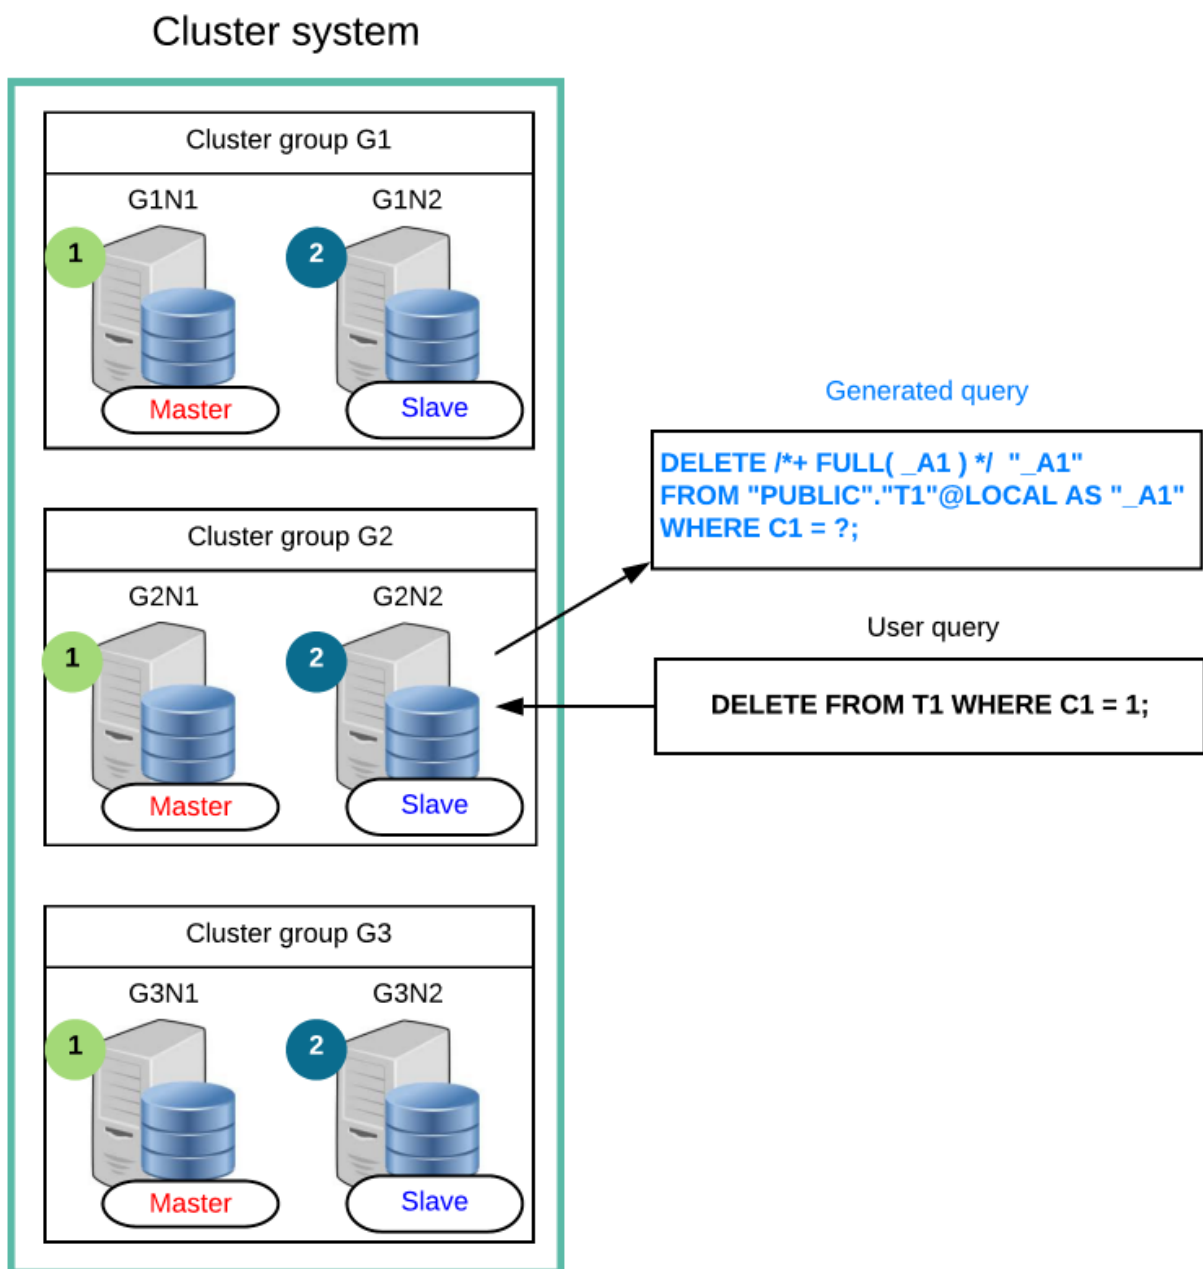 Cluster system
Cluster group G1
G1N1
G1N2
1
2
Master
Slave
Cluster group G2
G2N1
G2N2
1
2
Master
Slave
Cluster group G3
G3N1
G3N2
1
2
Master
Slave
Generated query
DELETE /*+ FULL( _A1 ) */ "_A1"
FROM "PUBLIC"."T1"@LOCAL AS "_A1"
WHERE C1 = ?;
User query
DELETE FROM T1 WHERE C1 = 1;